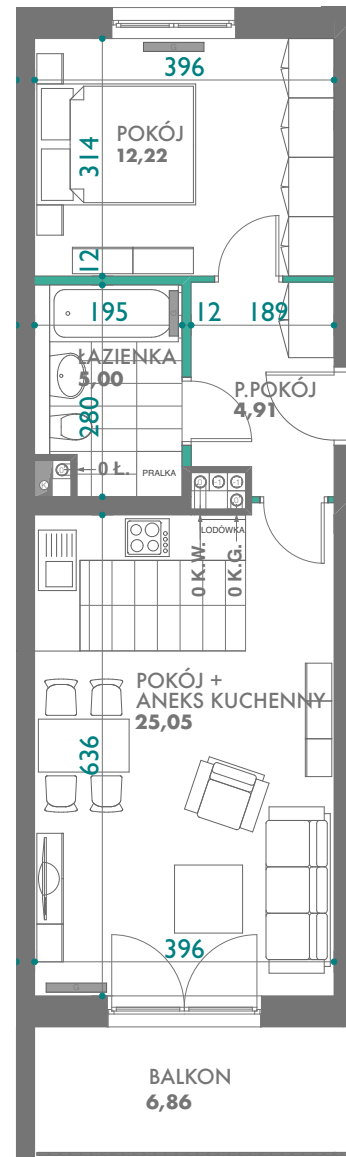 G
396
POKÓJ
12,22
314
12
195
12
189
G
ŁAZIENKA
5,00
P.POKÓJ
4,91
280
0 Ł.
PRALKA
K
LODÓWKA
0 K.W.
0 K.G.
POKÓJ +
ANEKS KUCHENNY
25,05
636
396
G
BALKON
6,86